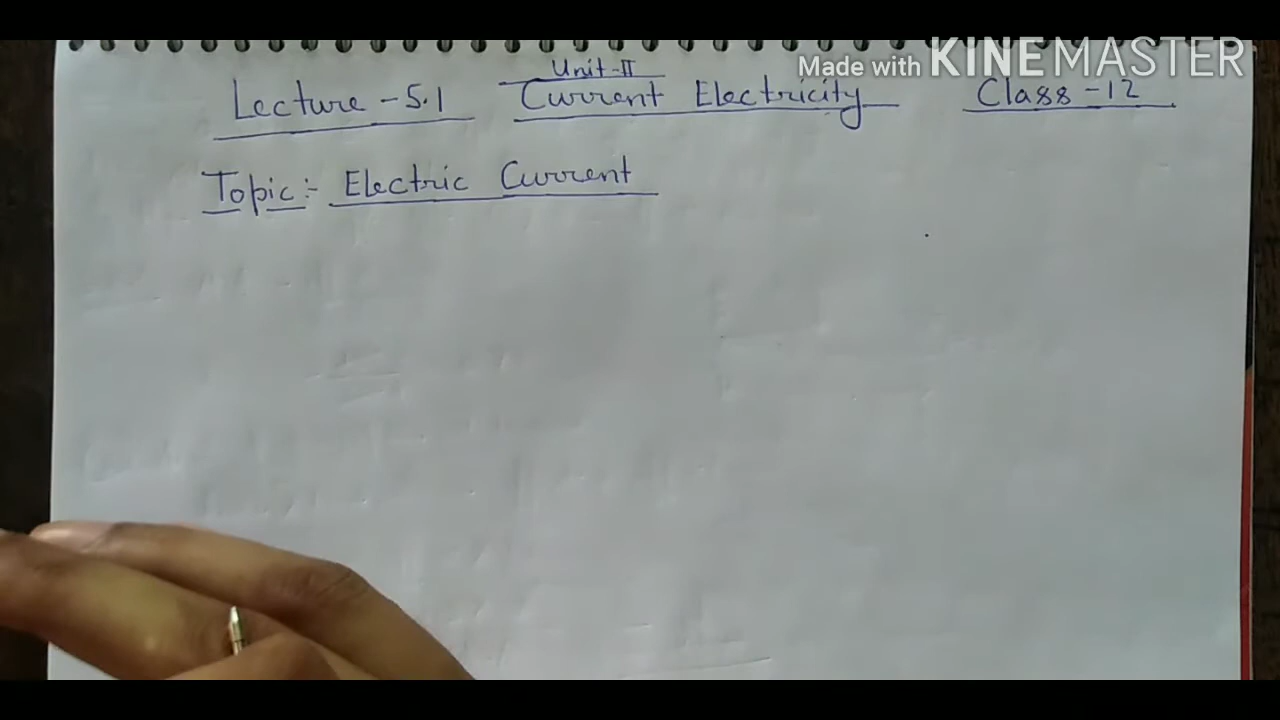 Made with KINEMASTER
Unit-II
Lecture - 5.1 Current Electricity Class - 12
Topic:- Electric Current